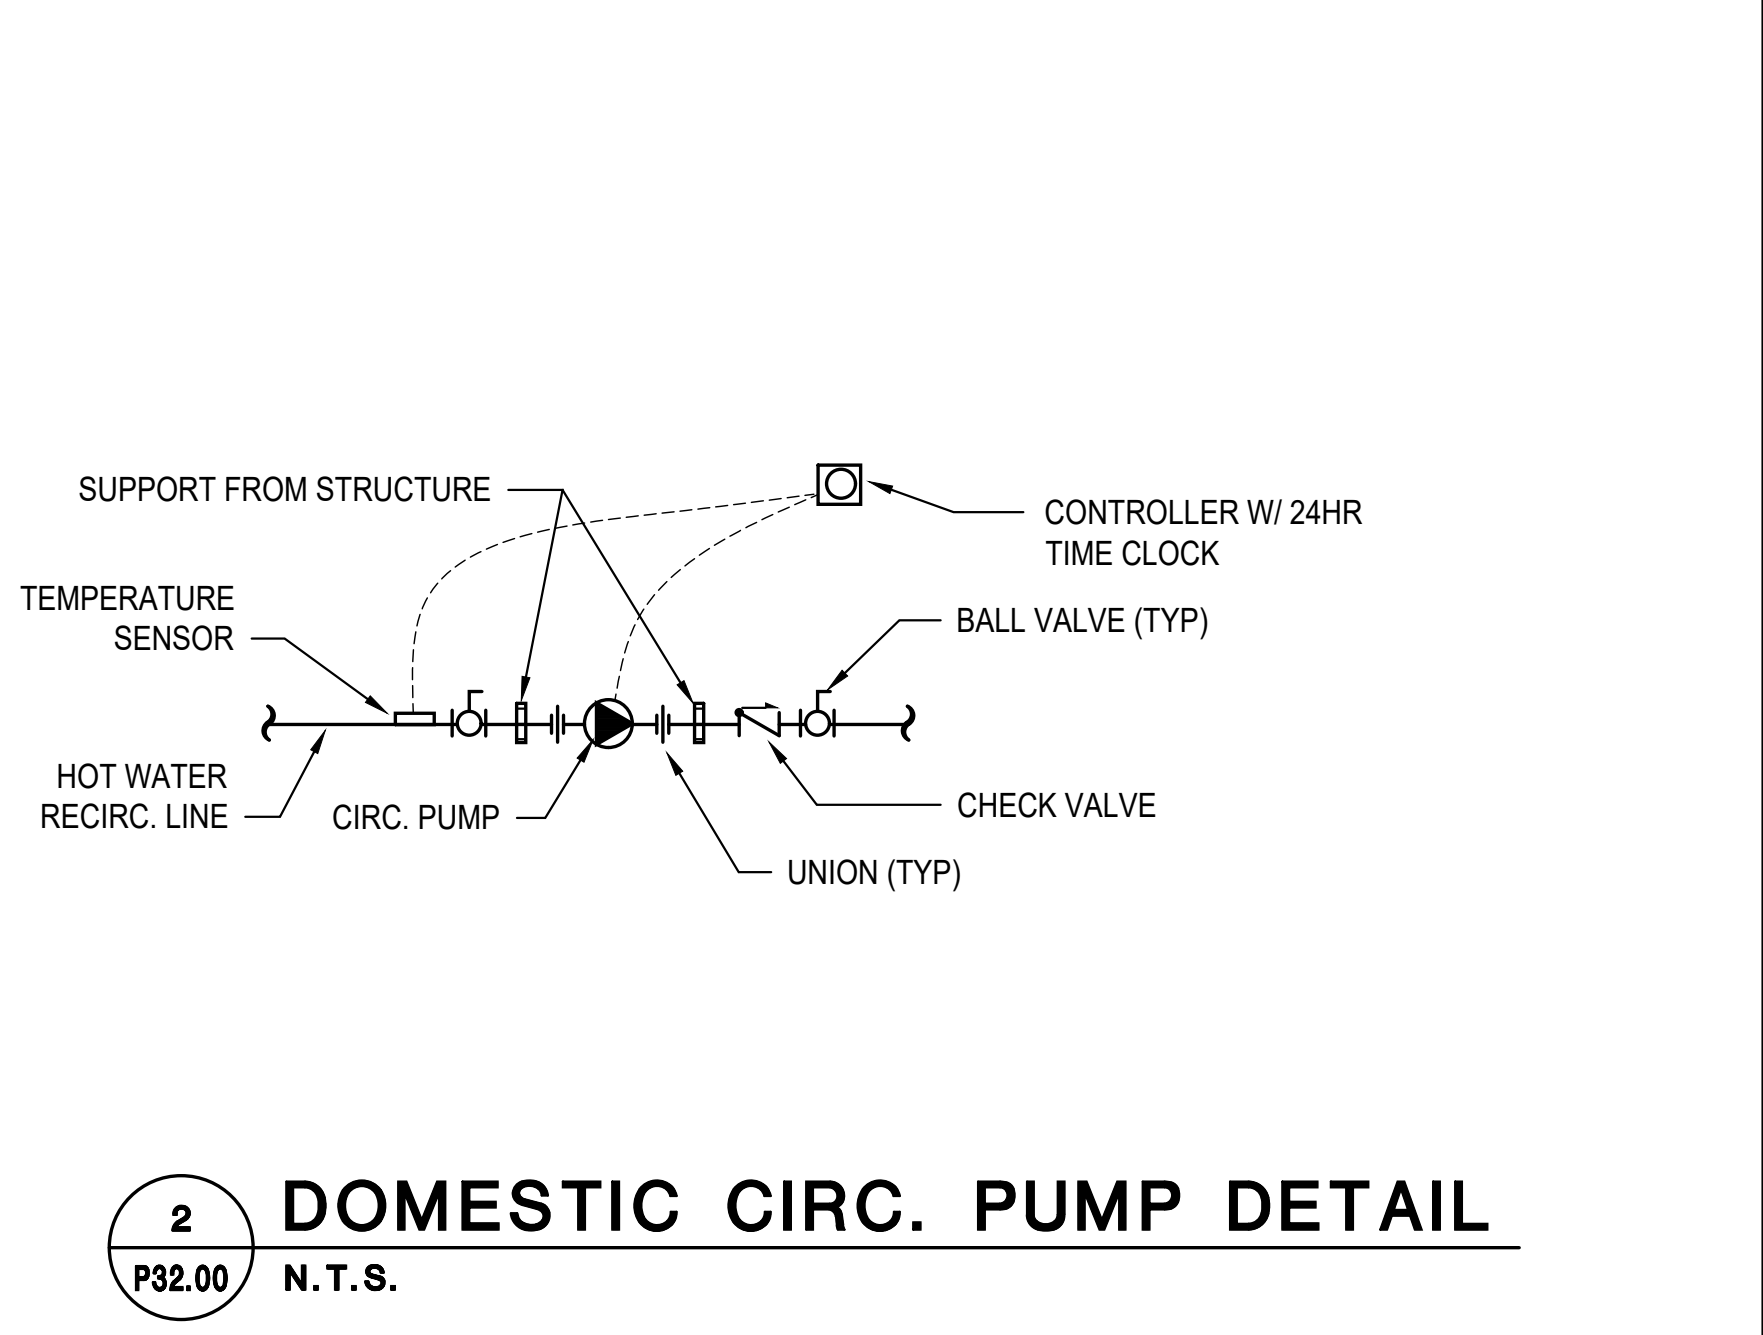 SUPPORT FROM STRUCTURE
CONTROLLER W/ 24HR
TIME CLOCK
TEMPERATURE
SENSOR
BALL VALVE (TYP)
HOT WATER
RECIRC. LINE
CIRC. PUMP
CHECK VALVE
UNION (TYP)
2
P32.00
DOMESTIC CIRC. PUMP DETAIL
N.T.S.